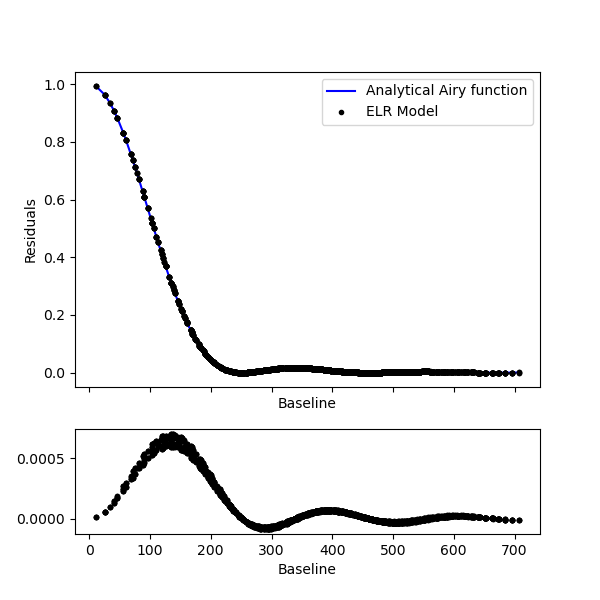 1.0
0.8
0.6
0.4
0.2
0.0
Residuals
Analytical Airy function
ELR Model
Baseline
0.0005
0.0000
0 100 200 300 400 500 600 700
Baseline